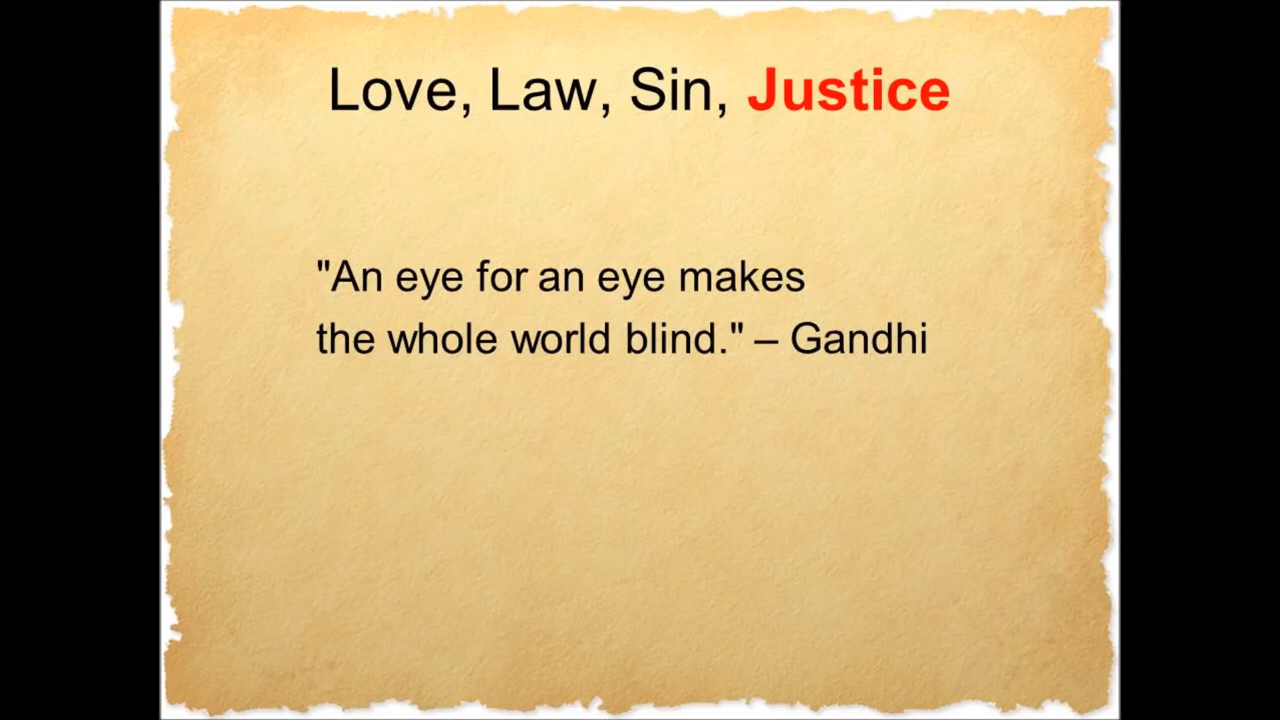 Love, Law, Sin, Justice
"An eye for an eye makes
the whole world blind." – Gandhi